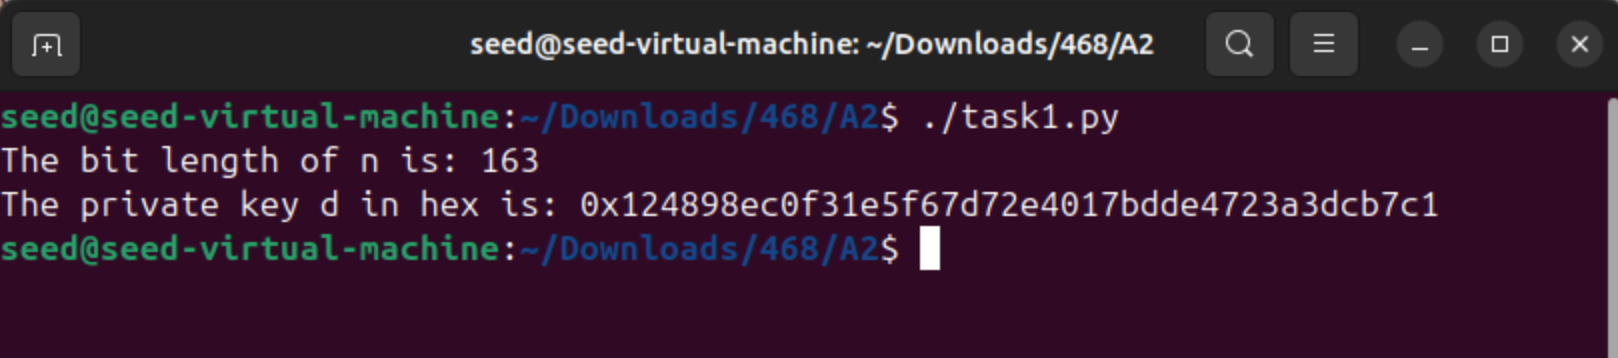 seed@seed-virtual-machine: ~/Downloads/468/A2
seed@seed-virtual-machine:~/Downloads/468/A2$ ./task1.py
The bit length of n is: 163
The private key d in hex is: 0x124898ec0f31e5f67d72e4017bdde4723a3dcb7c1
seed@seed-virtual-machine:~/Downloads/468/A2$